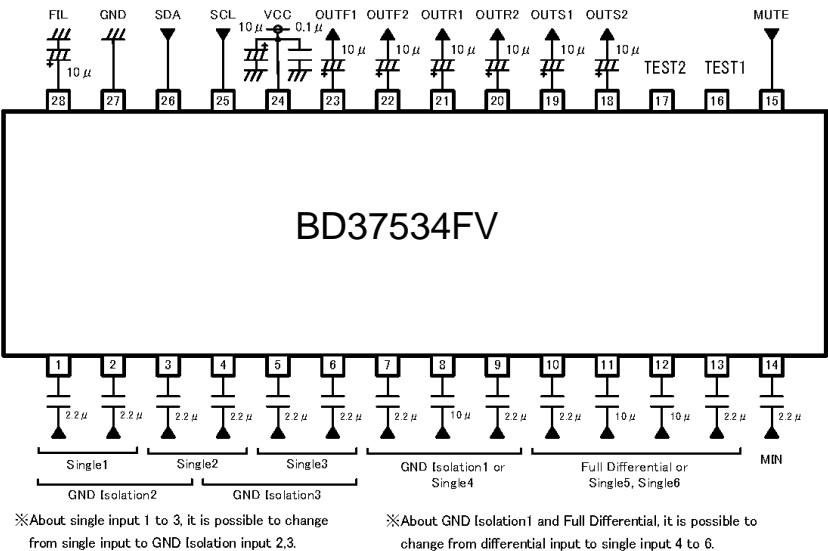 FIL GND SDA SCL VCC OUTF1 OUTF2 OUTR1 OUTR2 OUTS1 OUTS2 MUTE
10μ 0.1μ
10μ 10μ 10μ 10μ 10μ 10μ 10μ
TEST2 TEST1
28 27 26 25 24 23 22 21 20 19 18 17 16 15
BD37534FV
1 2 3 4 5 6 7 8 9 10 11 12 13 14
2.2μ 2.2μ 2.2μ 2.2μ 2.2μ 2.2μ 2.2μ 10μ 2.2μ 2.2μ 10μ 10μ 2.2μ 2.2μ
Single1 Single2 Single3 GND Isolation1 or Full Differential or MIN
Single4 Single5, Single6
GND Isolation2 GND Isolation3
※About single input 1 to 3, it is possible to change
from single input to GND Isolation input 2,3.
※About GND Isolation1 and Full Differential, it is possible to
change from differential input to single input 4 to 6.